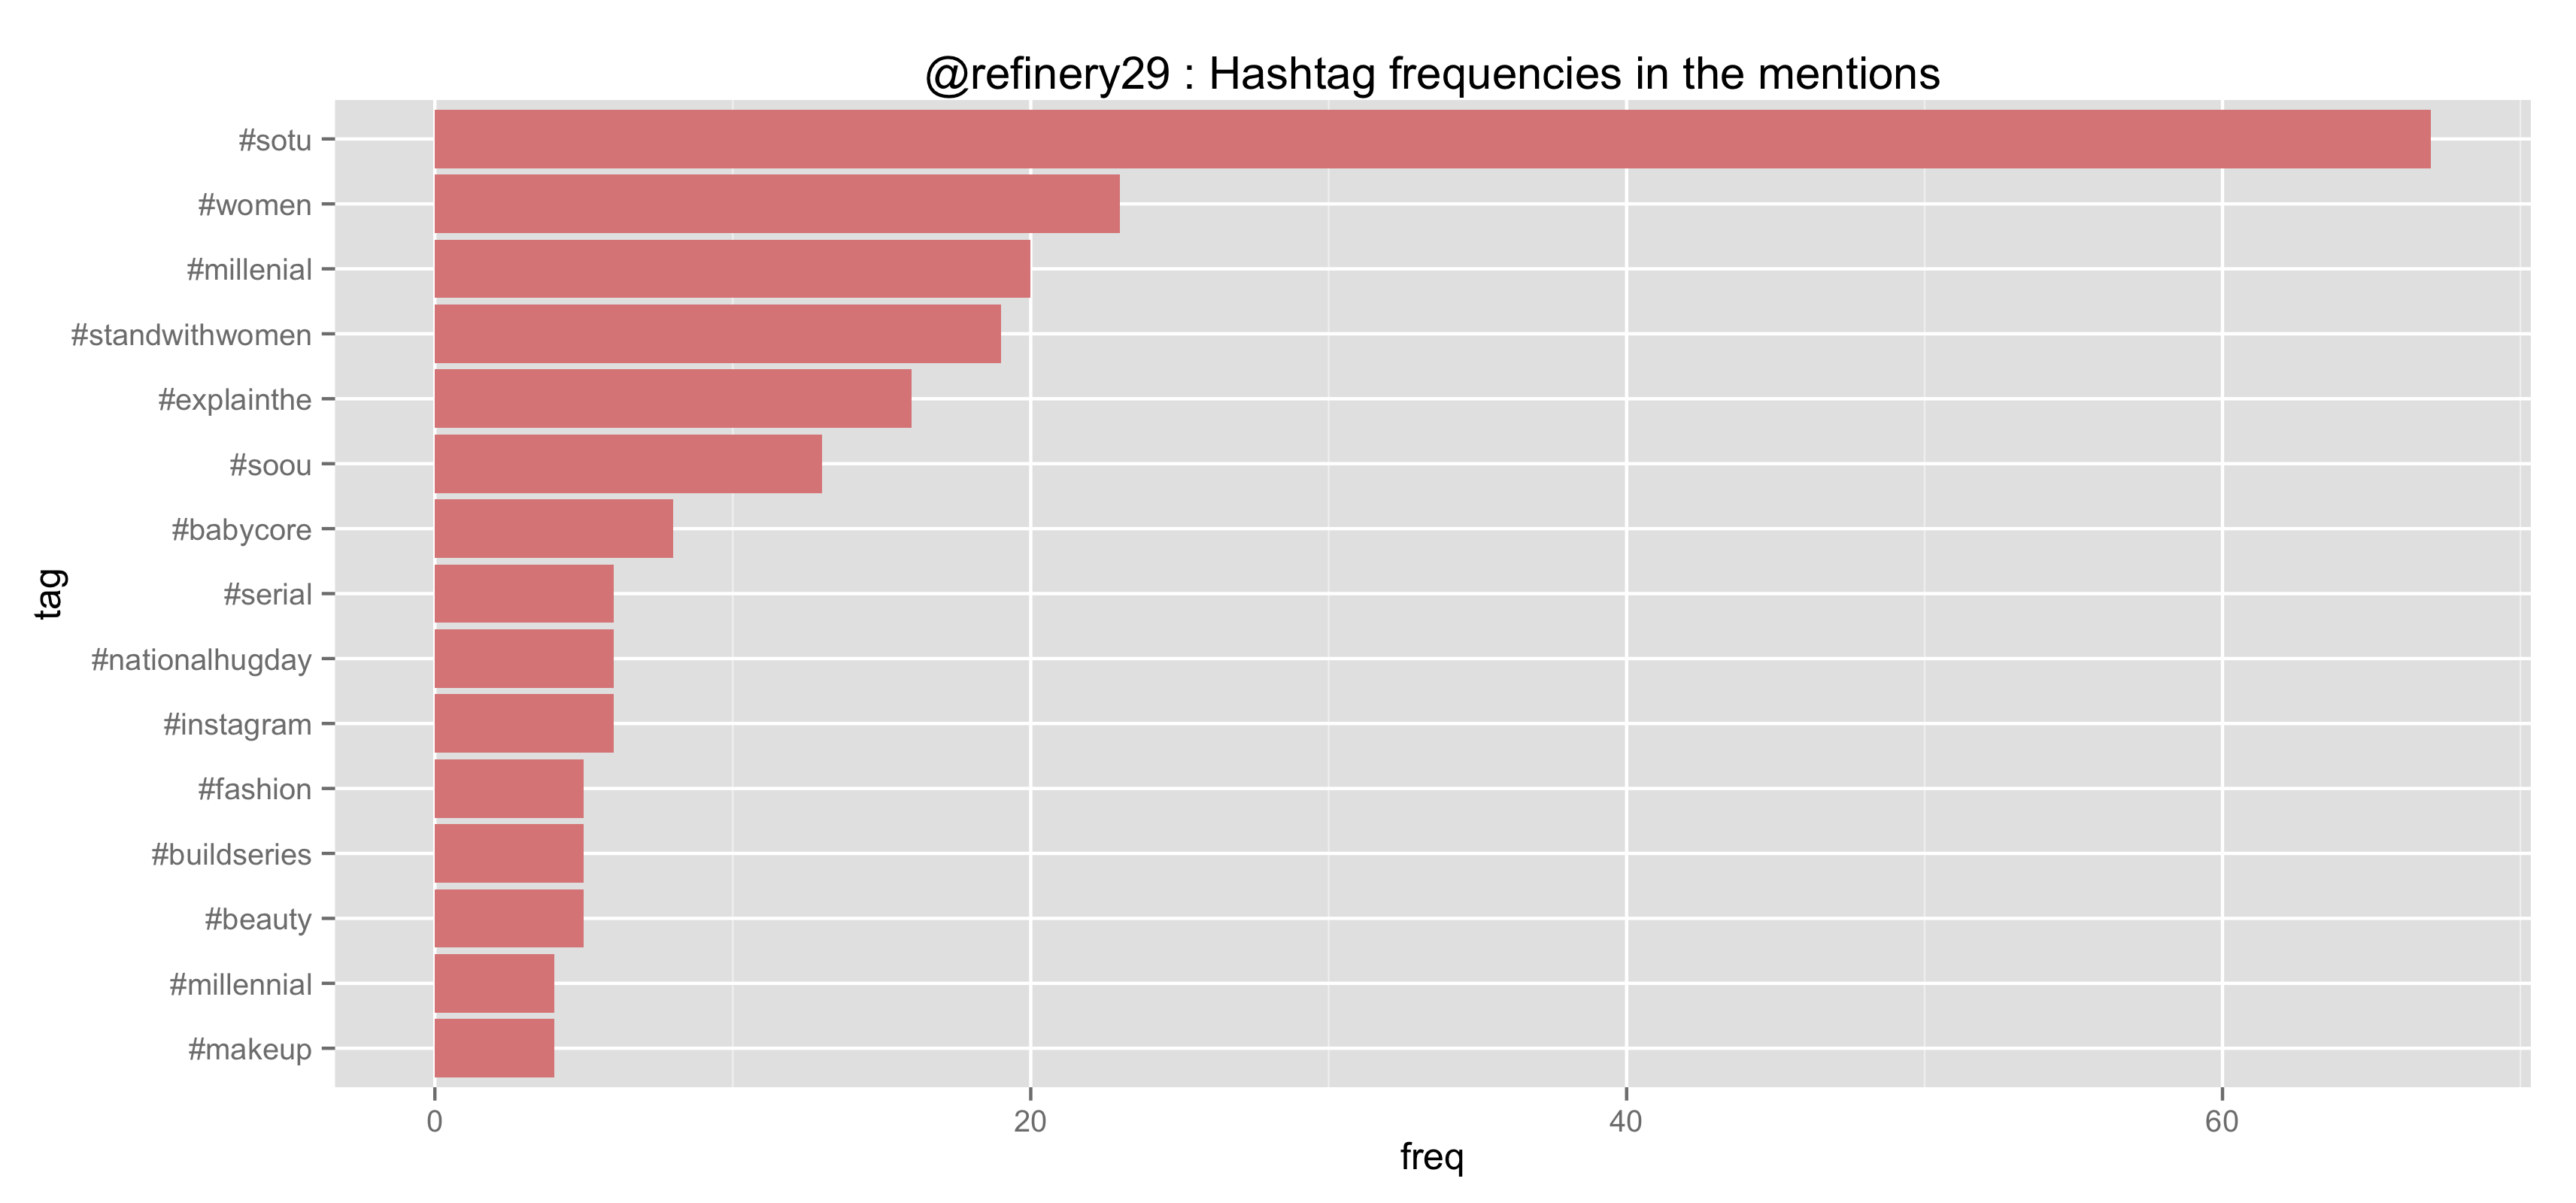 @refinery29 : Hashtag frequencies in the mentions
#sotu
#women
#millenial
#standwithwomen
#explainthe
#soou
#babycore
#serial
#nationalhugday
#instagram
#fashion
#buildseries
#beauty
#millennial
#makeup
tag
0 20 40 60
freq